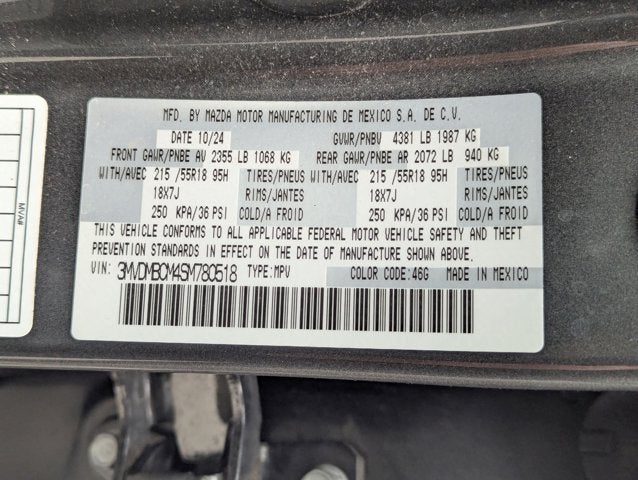 MFD. BY MAZDA MOTOR MANUFACTURING DE MEXICO S.A. DE C.V.
DATE 10/24 GVWR/PNBV 4381 LB 1987 KG
FRONT GAWR/PNBE AV 2355 LB 1068 KG REAR GAWR/PNBE AR 2072 LB 940 KG
WITH/AVEC 215 /55R18 95H TIRES/PNEUS WITH/AVEC 215 /55R18 95H TIRES/PNEUS
18X7J RIMS/JANTES 18X7J RIMS/JANTES
250 KPA/36 PSI COLD/A FROID 250 KPA/36 PSI COLD/A FROID
THIS VEHICLE CONFORMS TO ALL APPLICABLE FEDERAL MOTOR VEHICLE SAFETY AND THEFT
PREVENTION STANDARDS IN EFFECT ON THE DATE OF MANUFACTURE SHOWN ABOVE.
VIN: 3MVDMBCM4SM780518 TYPE:MPV COLOR CODE:46G MADE IN MEXICO
MVA#